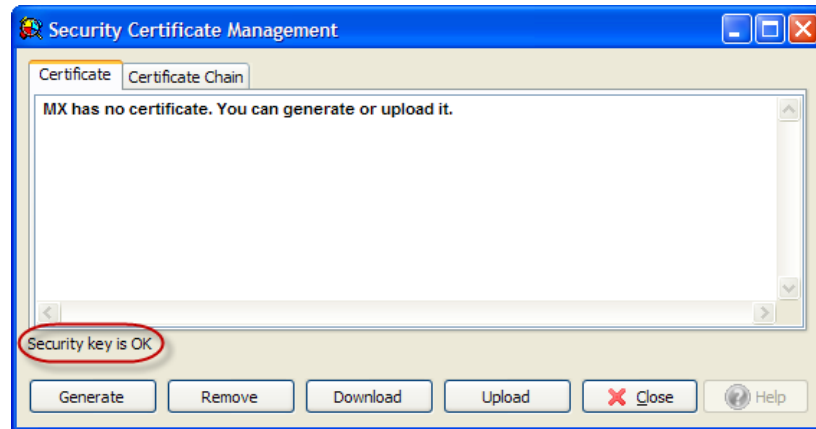 Security Certificate Management
Certificate Certificate Chain
MX has no certificate. You can generate or upload it.
Security key is OK
Generate Remove Download Upload Close Help